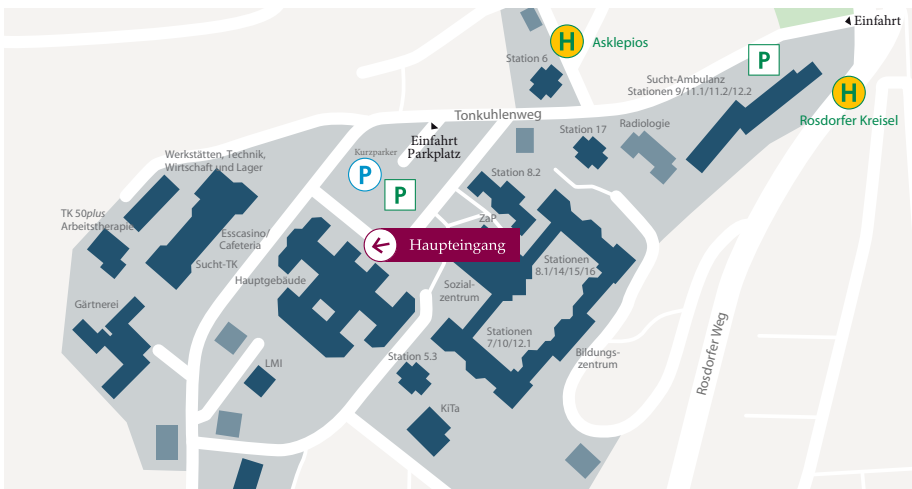 Einfahrt
H
Asklepios
P
Station 6
Sucht-Ambulanz
Stationen 9/11.1/11.2/12.2
H
Rosdorfer Kreisel
Tonkuhlenweg
Einfahrt
Parkplatz
Station 17
Radiologie
Kurzparker
P
P
Werkstätten, Technik,
Wirtschaft und Lager
Station 8.2
TK 50plus
Arbeitstherapie
ZaP
Esscasino/
Cafeteria
Haupteingang
Sucht-TK
Stationen
8.1/14/15/16
Hauptgebäude
Sozial-
zentrum
Gärtnerei
Stationen
7/10/12.1
Rosdorfer Weg
Station 5.3
Bildungs-
zentrum
LMI
KiTa